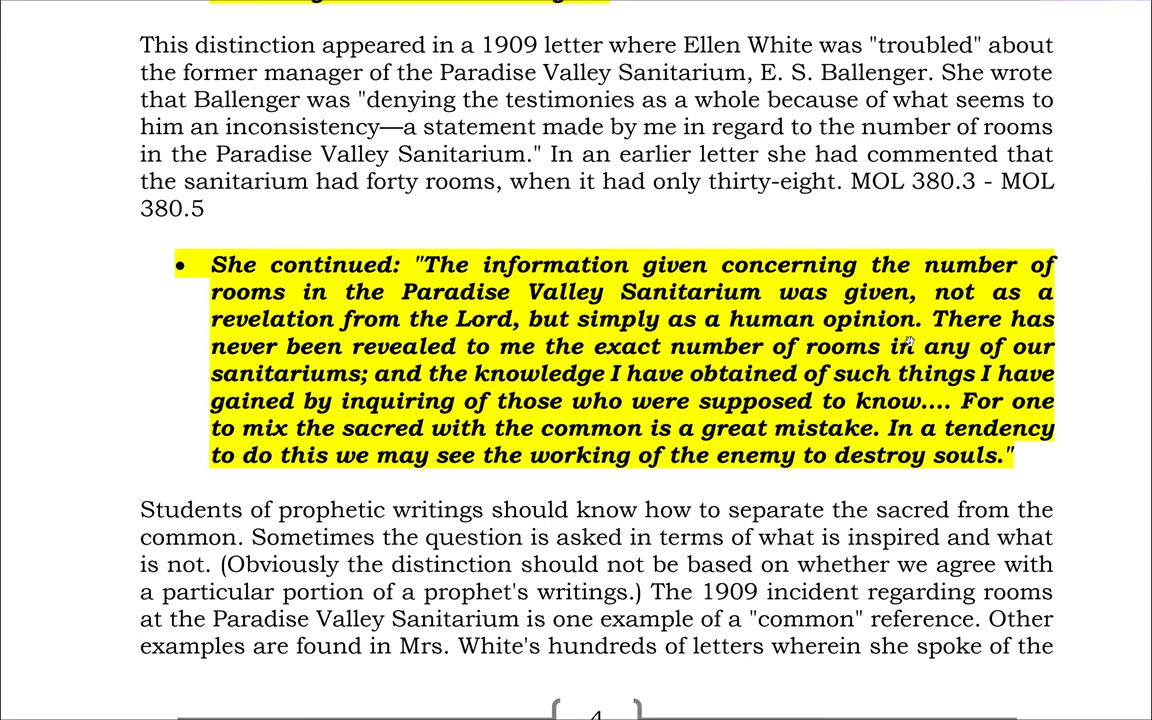 This distinction appeared in a 1909 letter where Ellen White was "troubled" about
the former manager of the Paradise Valley Sanitarium, E. S. Ballenger. She wrote
that Ballenger was "denying the testimonies as a whole because of what seems to
him an inconsistency—a statement made by me in regard to the number of rooms
in the Paradise Valley Sanitarium." In an earlier letter she had commented that
the sanitarium had forty rooms, when it had only thirty-eight. MOL 380.3 - MOL
380.5
• She continued: "The information given concerning the number of
rooms in the Paradise Valley Sanitarium was given, not as a
revelation from the Lord, but simply as a human opinion. There has
never been revealed to me the exact number of rooms in any of our
sanitariums; and the knowledge I have obtained of such things I have
gained by inquiring of those who were supposed to know.... For one
to mix the sacred with the common is a great mistake. In a tendency
to do this we may see the working of the enemy to destroy souls."
Students of prophetic writings should know how to separate the sacred from the
common. Sometimes the question is asked in terms of what is inspired and what
is not. (Obviously the distinction should not be based on whether we agree with
a particular portion of a prophet's writings.) The 1909 incident regarding rooms
at the Paradise Valley Sanitarium is one example of a "common" reference. Other
examples are found in Mrs. White's hundreds of letters wherein she spoke of the